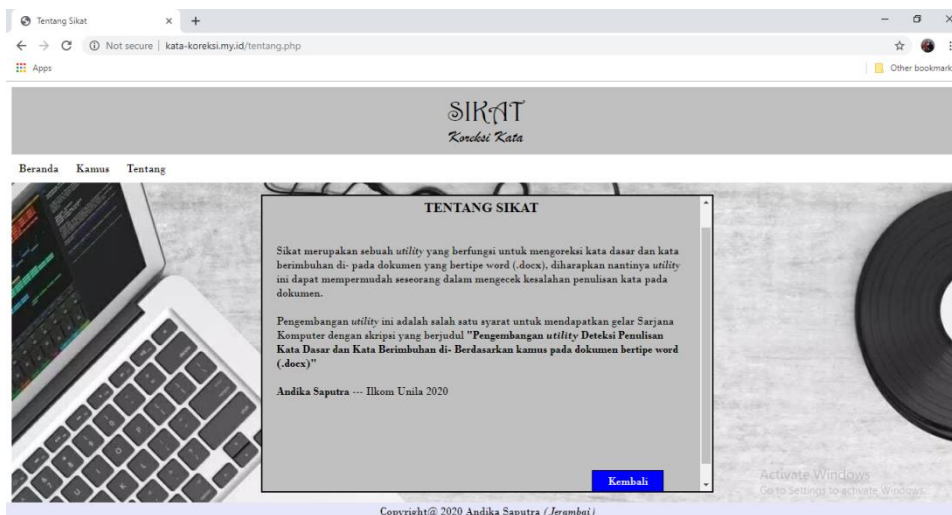 Tentang Sikat
Not secure | kata-koreksi.my.id/tentang.php
Apps
Other bookmark
SIKAT
Koreksi Kata
Beranda Kamus Tentang
TENTANG SIKAT
Sikat merupakan sebuah utility yang berfungsi untuk mengoreksi kata dasar dan kata
berimbuhan di- pada dokumen yang bertipe word (.docx), diharapkan nantinya utility
ini dapat mempermudah seseorang dalam mengecek kesalahan penulisan kata pada
dokumen.
Pengembangan utility ini adalah salah satu syarat untuk mendapatkan gelar Sarjana
Komputer dengan skripsi yang berjudul "Pengembangan utility Deteksi Penulisan
Kata Dasar dan Kata Berimbuhan di- Berdasarkan kamus pada dokumen bertipe word
(.docx)"
Andika Saputra --- Ilkom Unila 2020
Kembali
Activate Windows
Go to Settings to activate Windows.
Copyright@ 2020 Andika Saputra (Jerambai)